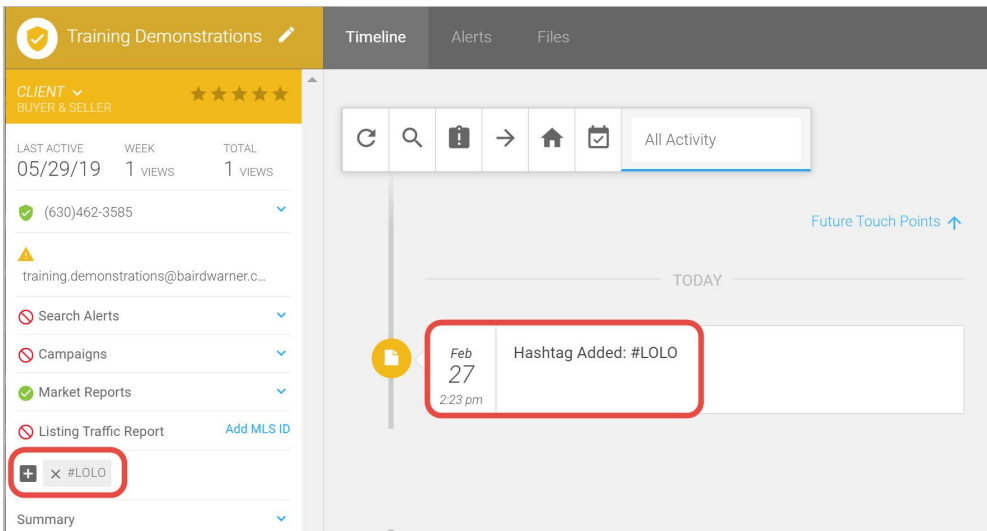 Training Demonstrations
Timeline
Alerts
Files
CLIENT
BUYER & SELLER
LAST ACTIVE
WEEK
TOTAL
05/29/19
1 VIEWS
1 VIEWS
(630)462-3585
training.demonstrations@bairdwarner.c...
Search Alerts
Campaigns
Market Reports
Listing Traffic Report
Add MLS ID
#LOLO
Summary
All Activity
Future Touch Points
TODAY
Feb
27
2:23 pm
Hashtag Added: #LOLO